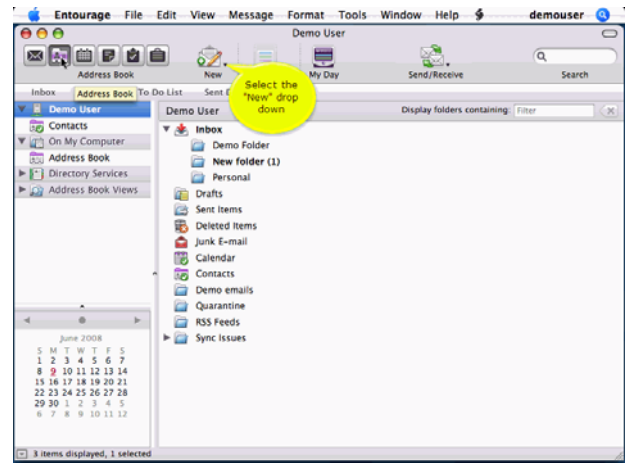 Entourage File Edit View Message Format Tools Window Help demouser
Demo User
Address Book New My Day Send/Receive Search
Select the
"New" drop
down
Inbox Address Book To Do List Sent
Demo User
Contacts
On My Computer
Address Book
Directory Services
Address Book Views
Demo User Display folders containing: Filter
Inbox
Demo Folder
New folder (1)
Personal
Drafts
Sent Items
Deleted Items
Junk E-mail
Calendar
Contacts
Demo emails
Quarantine
RSS Feeds
Sync Issues
June 2008
S M T W T F S
1 2 3 4 5 6 7
8 9 10 11 12 13 14
15 16 17 18 19 20 21
22 23 24 25 26 27 28
29 30 1 2 3 4 5
6 7 8 9 10 11 12
3 items displayed, 1 selected